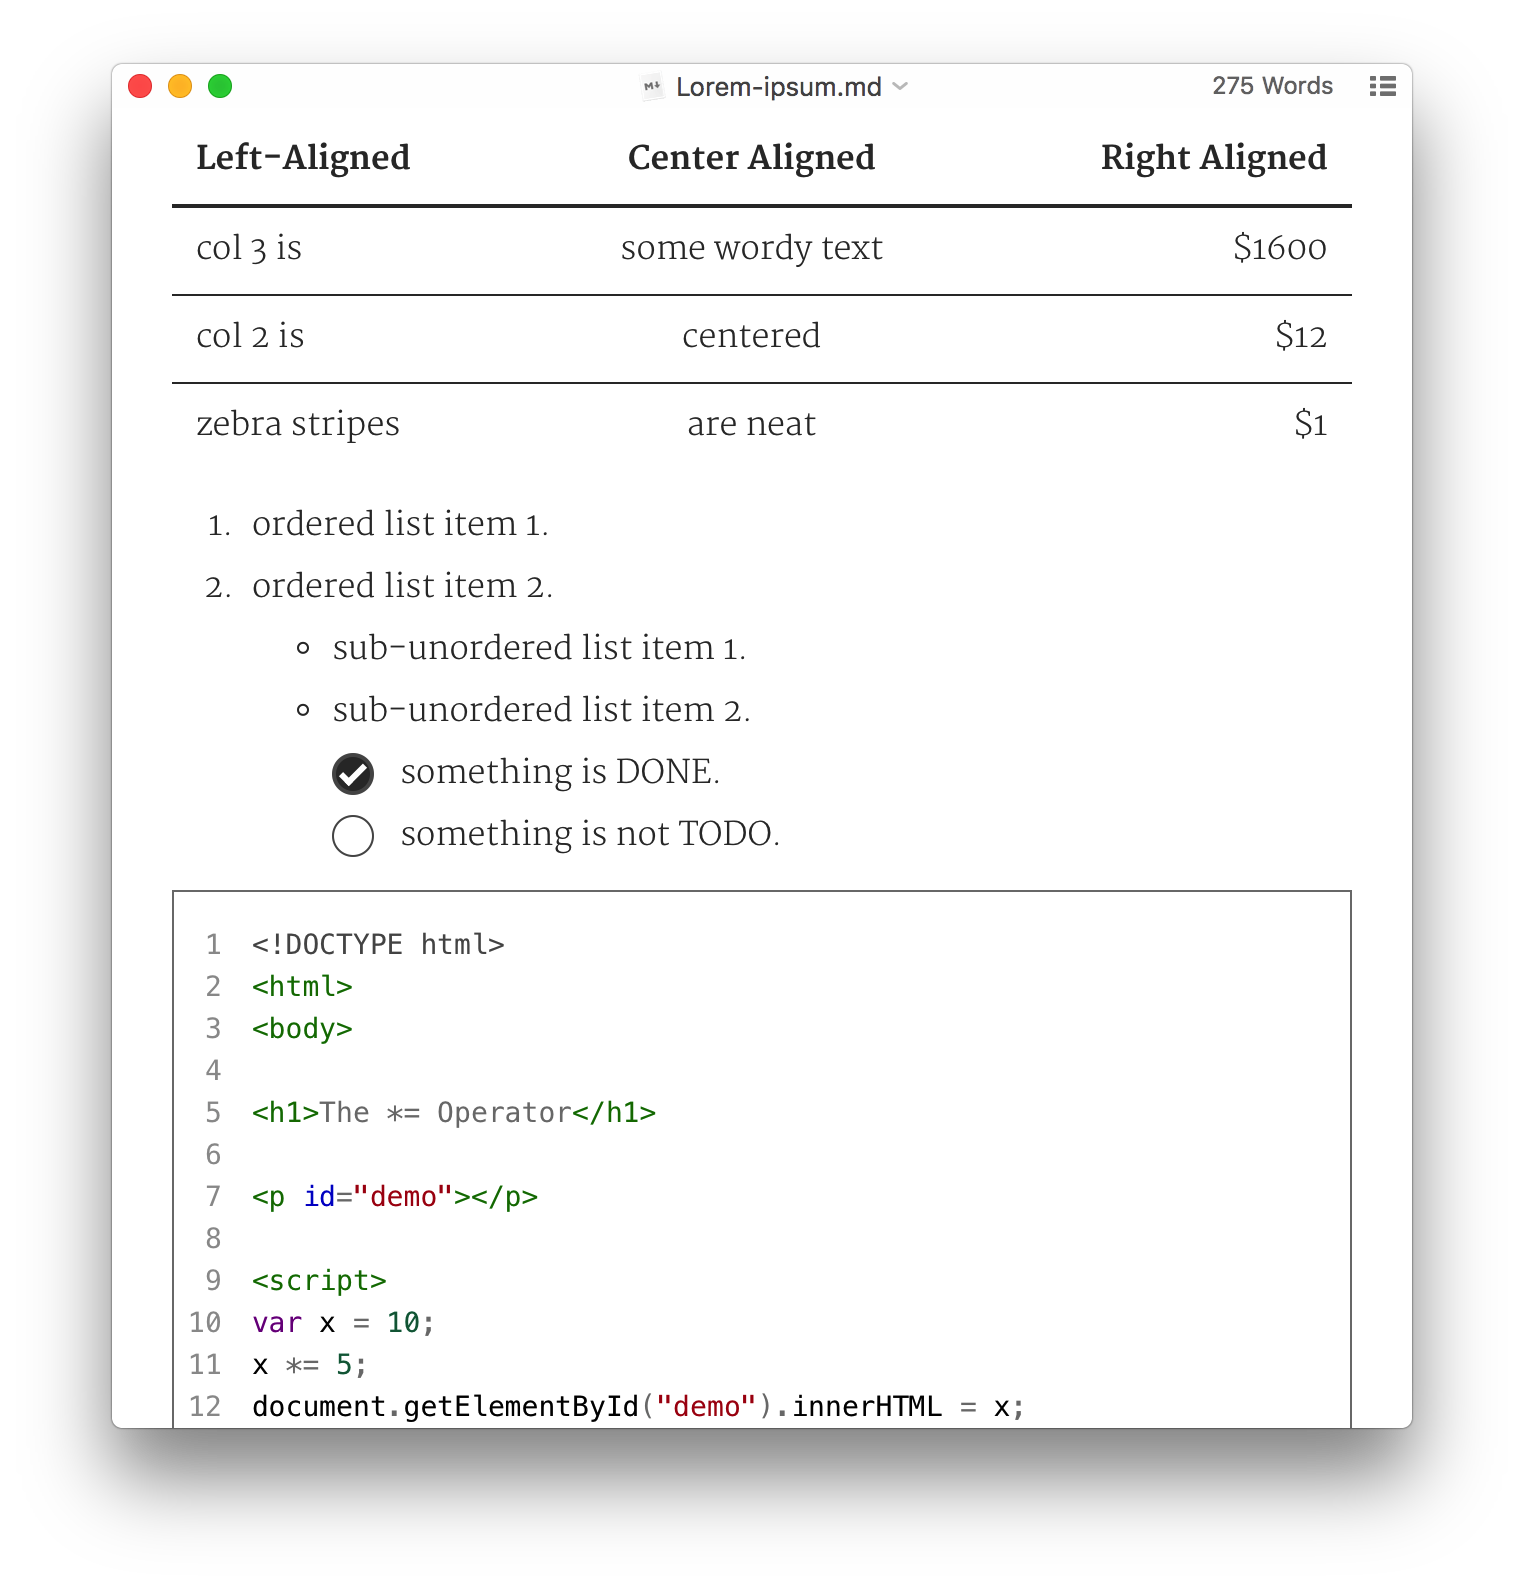 M↓ Lorem-ipsum.md 275 Words
Left-Aligned Center Aligned Right Aligned
col 3 is some wordy text $1600
col 2 is centered $12
zebra stripes are neat $1
1. ordered list item 1.
2. ordered list item 2.
sub-unordered list item 1.
sub-unordered list item 2.
something is DONE.
something is not TODO.
1 <!DOCTYPE html>
2 <html>
3 <body>
4
5 <h1>The *= Operator</h1>
6
7 <p id="demo"></p>
8
9 <script>
10 var x = 10;
11 x *= 5;
12 document.getElementById("demo").innerHTML = x;